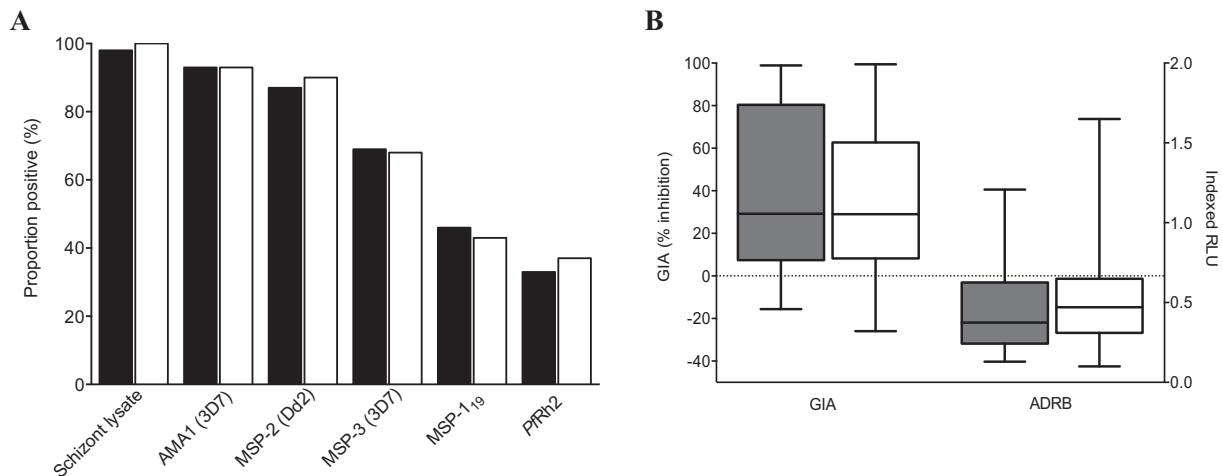 A
Proportion positive (%)
100
80
60
40
20
0
Schizont lysate
AMA1 (3D7)
MSP-2 (Dd2)
MSP-3 (3D7)
MSP-1₁₉
PfRh2
B
GIA (% inhibition)
100
80
60
40
20
0
-20
-40
GIA
ADRB
2.0
1.5
1.0
0.5
0.0
Indexed RLU